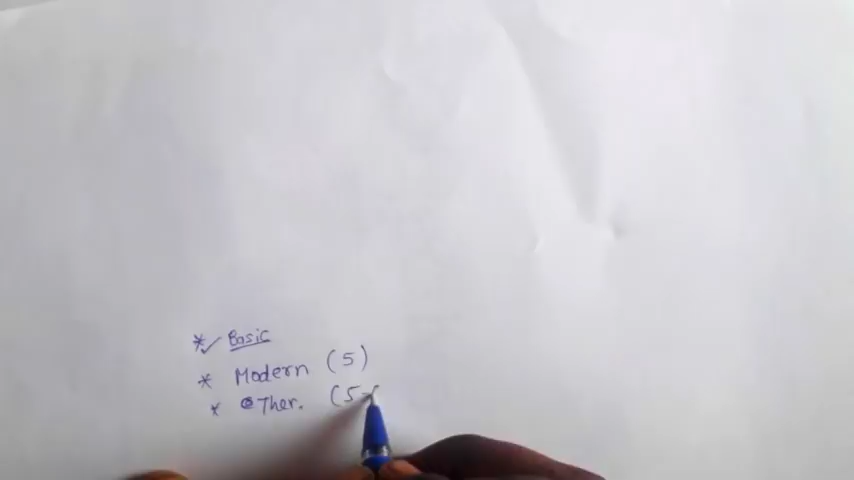 * ✓ Basic
* Modern (5)
* Ther. (5-